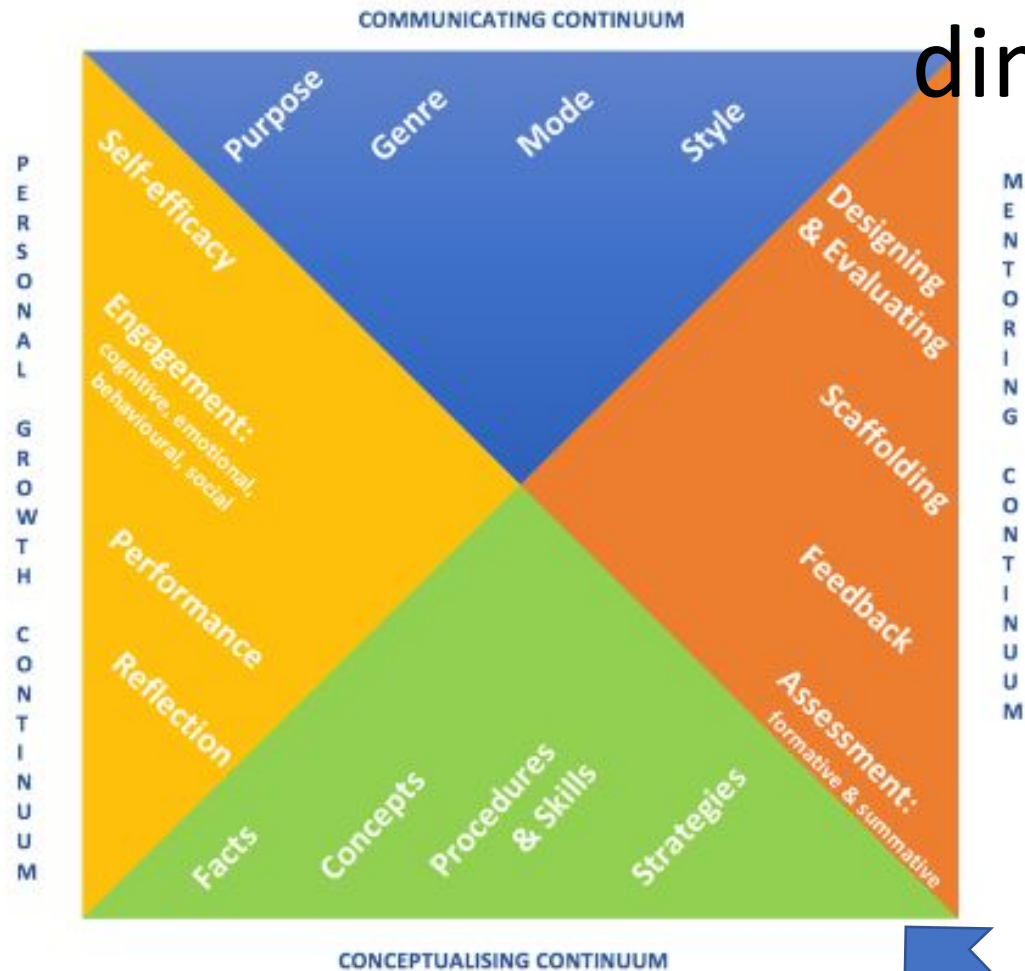 COMMUNICATING CONTINUUM
Purpose
Genre
Mode
Style
PERSONAL GROWTH CONTINUUM
Self-efficacy
Engagement:
cognitive, emotional,
behavioural, social
Performance
Reflection
MENTORING CONTINUUM
Designing
& Evaluating
Scaffolding
Feedback
Assessment:
formative & summative
Facts
Concepts
Procedures
& Skills
Strategies
CONCEPTUALISING CONTINUUM